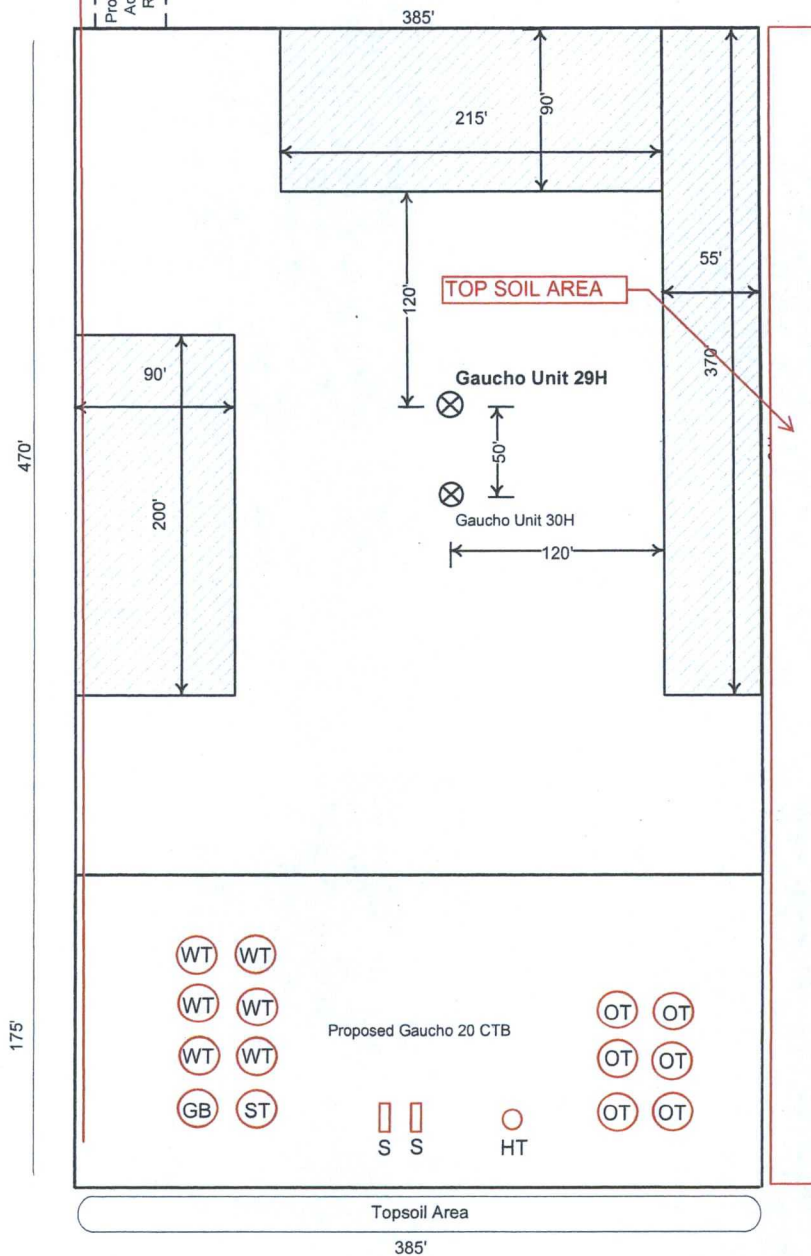 Pro
Ac
R
385'
215'
90'
120'
TOP SOIL AREA
55'
370'
90'
Gaucho Unit 29H
50'
470'
200'
Gaucho Unit 30H
120'
WT WT
WT WT
Proposed Gaucho 20 CTB
OT OT
175'
WT WT
OT OT
GB ST
OT OT
S S
HT
Topsoil Area
385'